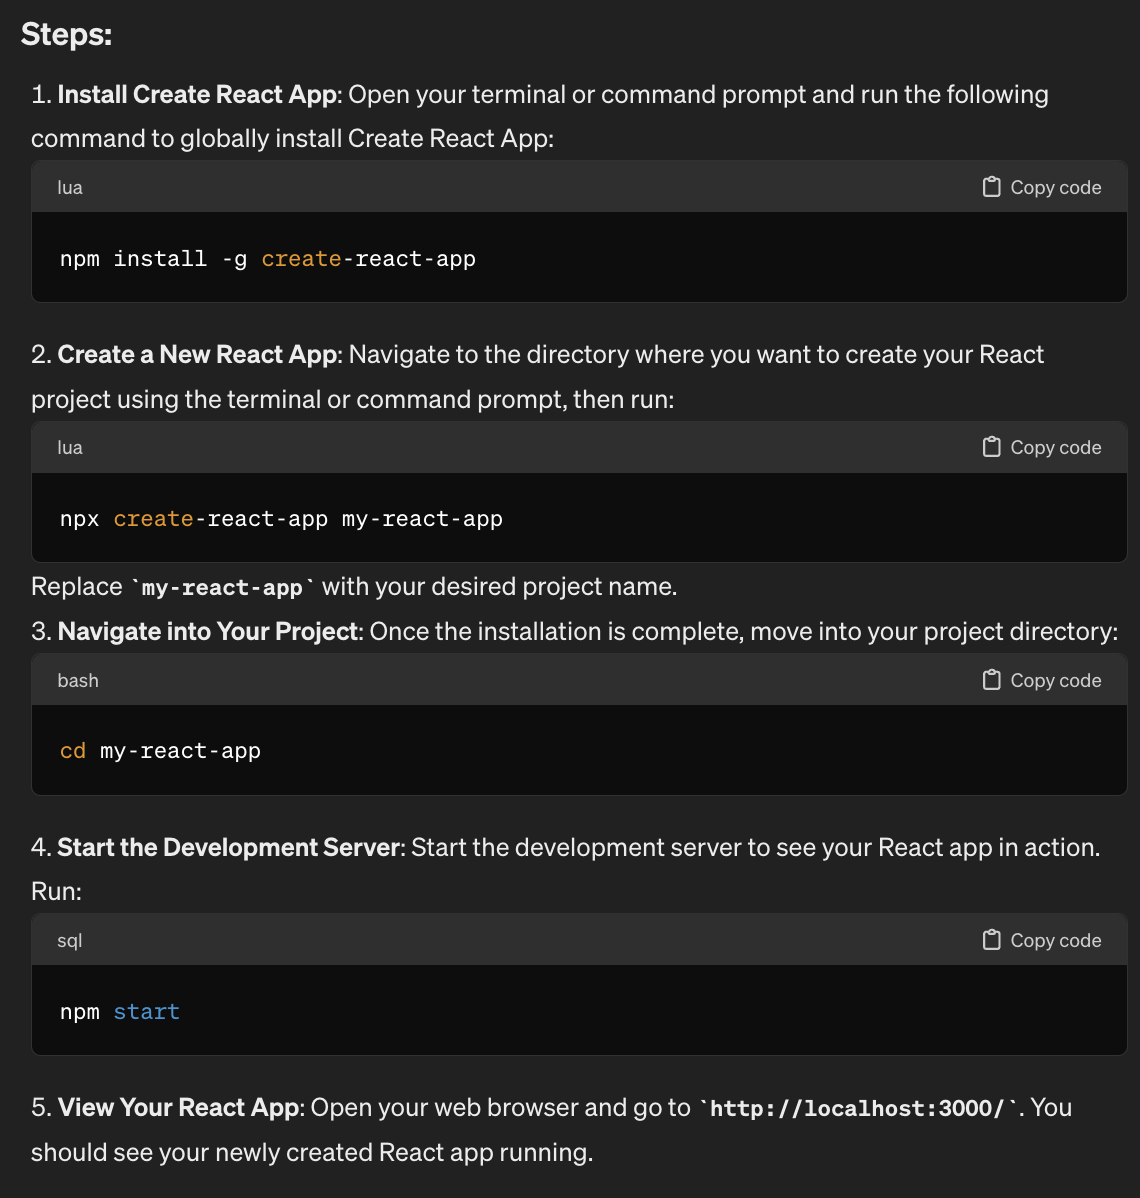 Steps:
1. Install Create React App: Open your terminal or command prompt and run the following
command to globally install Create React App:
lua
Copy code
npm install -g create-react-app
2. Create a New React App: Navigate to the directory where you want to create your React
project using the terminal or command prompt, then run:
lua
Copy code
npx create-react-app my-react-app
Replace `my-react-app` with your desired project name.
3. Navigate into Your Project: Once the installation is complete, move into your project directory:
bash
Copy code
cd my-react-app
4. Start the Development Server: Start the development server to see your React app in action.
Run:
sql
Copy code
npm start
5. View Your React App: Open your web browser and go to `http://localhost:3000/`. You
should see your newly created React app running.